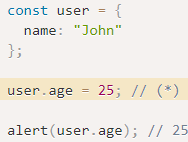 const user = {
  name: "John"
};

user.age = 25; // (*)

alert(user.age); // 25